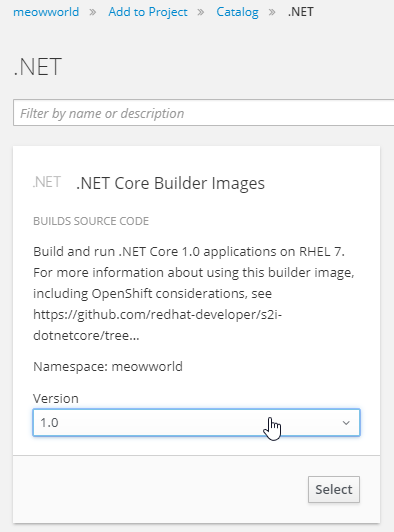 meowworld » Add to Project » Catalog » .NET
.NET
Filter by name or description
.NET .NET Core Builder Images
BUILDS SOURCE CODE
Build and run .NET Core 1.0 applications on RHEL 7.
For more information about using this builder image,
including OpenShift considerations, see
https://github.com/redhat-developer/s2i-
dotnetcore/tree...
Namespace: meowworld
Version
1.0
Select